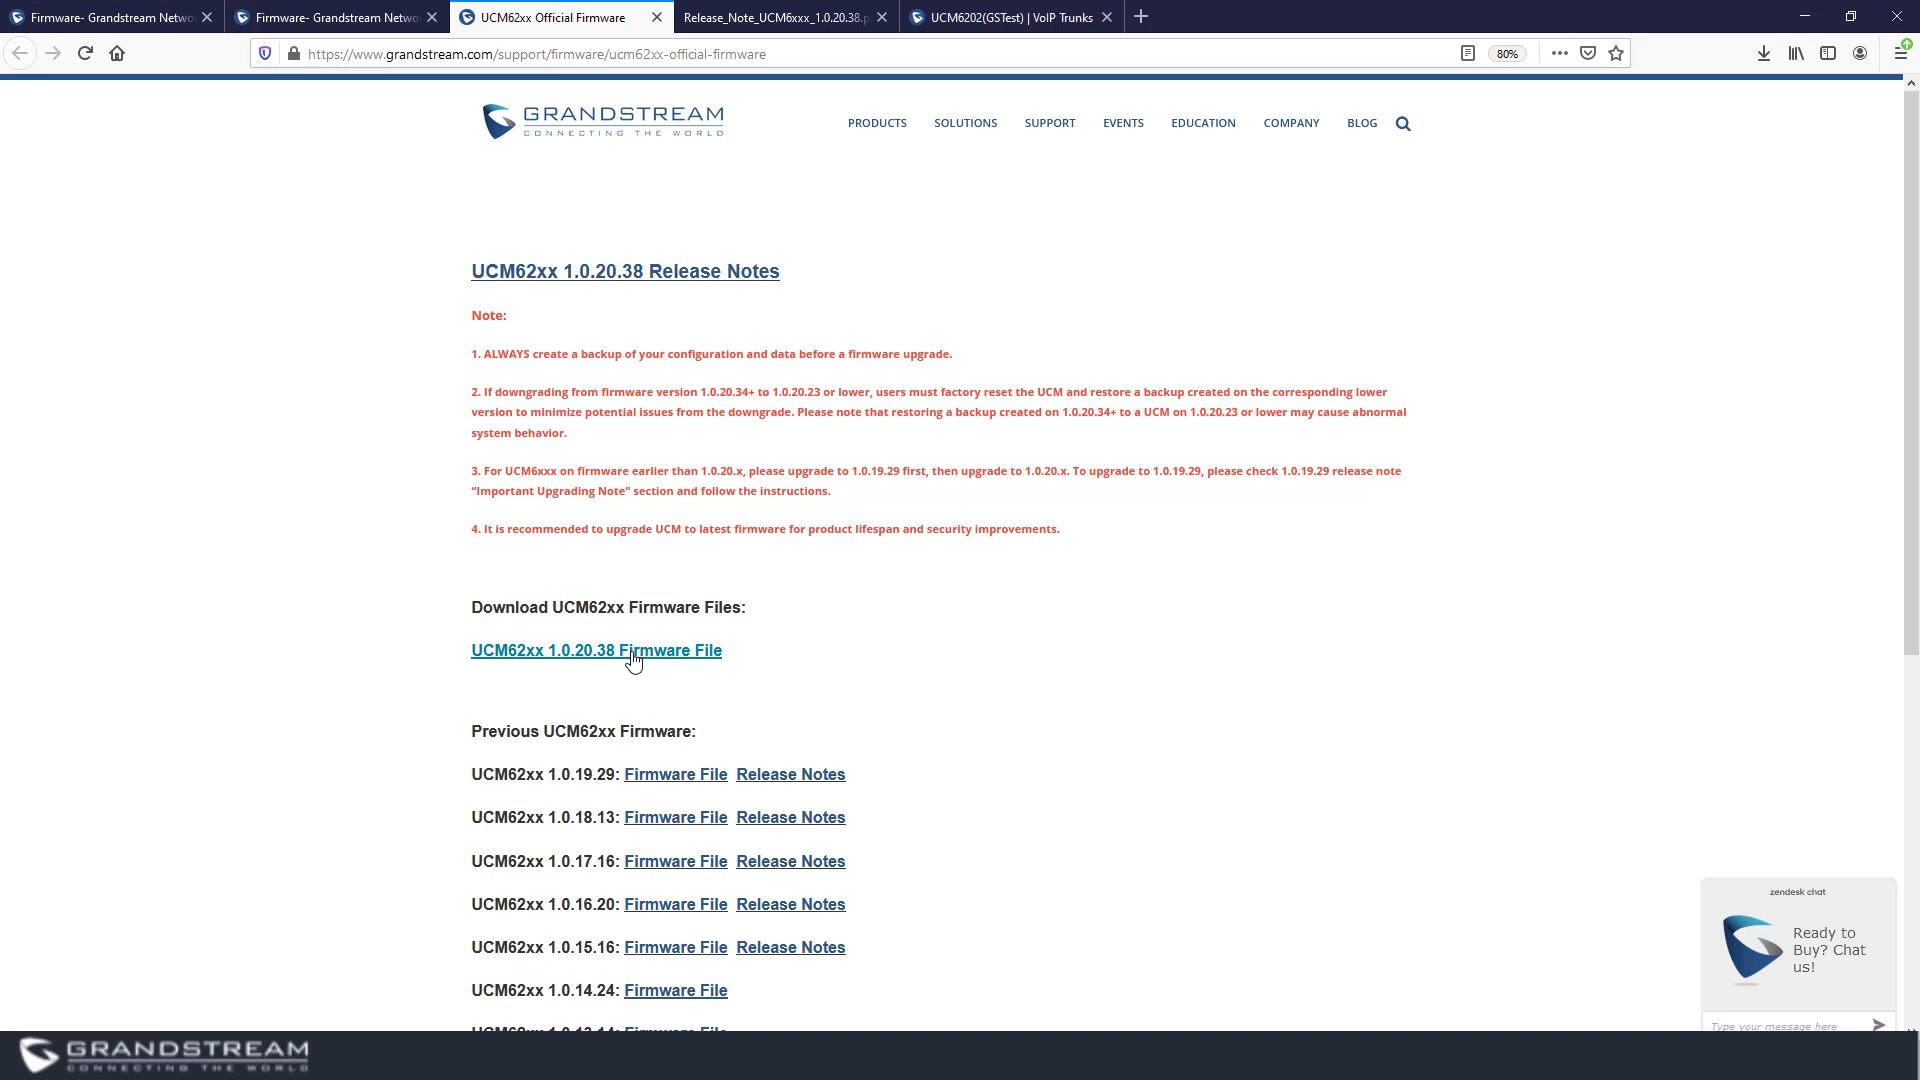 Firmware- Grandstream Netwo
Firmware- Grandstream Netwo
UCM62xx Official Firmware
Release_Note_UCM6xxx_1.0.20.38.p
UCM6202(GSTest) | VoIP Trunks
https://www.grandstream.com/support/firmware/ucm62xx-official-firmware
80%
GRANDSTREAM
CONNECTING THE WORLD
PRODUCTS SOLUTIONS SUPPORT EVENTS EDUCATION COMPANY BLOG
UCM62xx 1.0.20.38 Release Notes
Note:
1. ALWAYS create a backup of your configuration and data before a firmware upgrade.
2. If downgrading from firmware version 1.0.20.34+ to 1.0.20.23 or lower, users must factory reset the UCM and restore a backup created on the corresponding lower
version to minimize potential issues from the downgrade. Please note that restoring a backup created on 1.0.20.34+ to a UCM on 1.0.20.23 or lower may cause abnormal
system behavior.
3. For UCM6xxx on firmware earlier than 1.0.20.x, please upgrade to 1.0.19.29 first, then upgrade to 1.0.20.x. To upgrade to 1.0.19.29, please check 1.0.19.29 release note
“Important Upgrading Note” section and follow the instructions.
4. It is recommended to upgrade UCM to latest firmware for product lifespan and security improvements.
Download UCM62xx Firmware Files:
UCM62xx 1.0.20.38 Firmware File
Previous UCM62xx Firmware:
UCM62xx 1.0.19.29: Firmware File Release Notes
UCM62xx 1.0.18.13: Firmware File Release Notes
UCM62xx 1.0.17.16: Firmware File Release Notes
UCM62xx 1.0.16.20: Firmware File Release Notes
UCM62xx 1.0.15.16: Firmware File Release Notes
UCM62xx 1.0.14.24: Firmware File
zendesk chat
Ready to
Buy? Chat
us!
Type your message here
GRANDSTREAM
CONNECTING THE WORLD